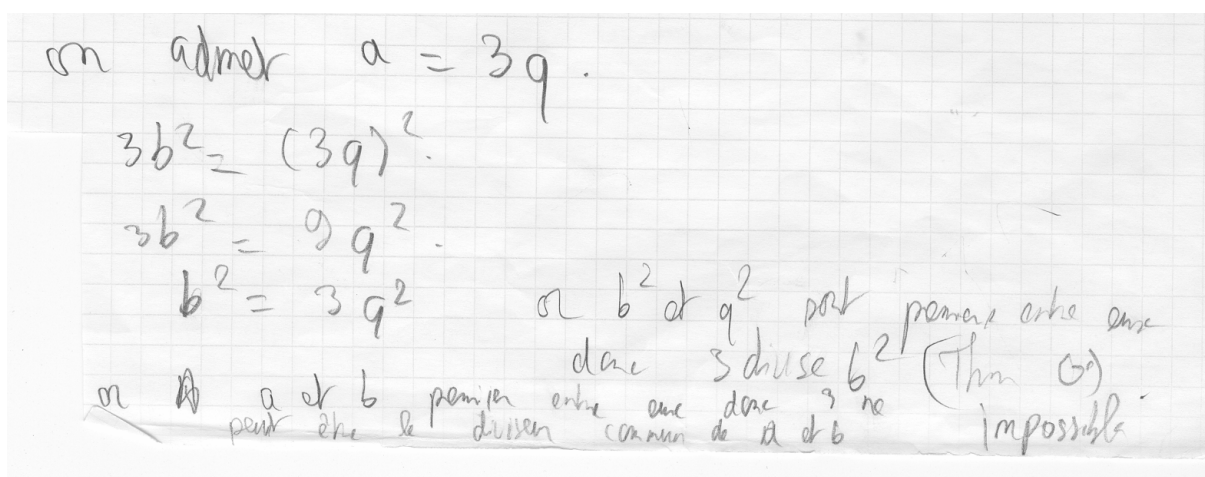 on admet a = 3q.
3b² = (3q)².
3b² = 9q².
b² = 3q² or b² et q² sont premiers entre eux
donc 3 divise b² (Thm G)
or a et b premier entre eux donc 3 ne
peut être le diviseur commun de a et b impossible.